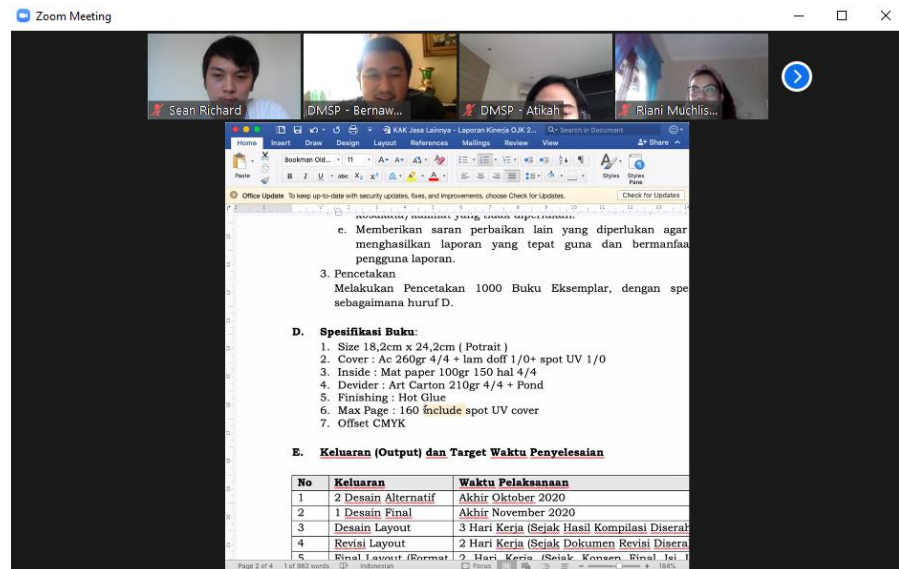 Zoom Meeting
Sean Richard
DMSP - Bernaw...
DMSP - Atikah
Riani Muchlis...
KAK Jasa Lainnya - Laporan Kinerja OJK 2...
Search in Document
Home Insert Draw Design Layout References Mailings Review View Share
Paste
Bookman Old... 11
Styles
Styles Pane
Office Update To keep up-to-date with security updates, fixes, and improvements, choose Check for Updates. Check for Updates
kosakata/kalimat yang tidak diperlukan.
e. Memberikan saran perbaikan lain yang diperlukan agar
menghasilkan laporan yang tepat guna dan bermanfaa
pengguna laporan.
3. Pencetakan
Melakukan Pencetakan 1000 Buku Eksemplar, dengan spe
sebagaimana huruf D.
D. Spesifikasi Buku:
1. Size 18,2cm x 24,2cm ( Potrait )
2. Cover : Ac 260gr 4/4 + lam doff 1/0+ spot UV 1/0
3. Inside : Mat paper 100gr 150 hal 4/4
4. Devider : Art Carton 210gr 4/4 + Pond
5. Finishing : Hot Glue
6. Max Page : 160 include spot UV cover
7. Offset CMYK
E. Keluaran (Output) dan Target Waktu Penyelesaian
No Keluaran Waktu Pelaksanaan
1 2 Desain Alternatif Akhir Oktober 2020
2 1 Desain Final Akhir November 2020
3 Desain Layout 3 Hari Kerja (Sejak Hasil Kompilasi Diserah
4 Revisi Layout 2 Hari Kerja (Sejak Dokumen Revisi Disera
5 Final Layout (Format 2 Hari Kerja (Sejak Konsep Final Isi L
Page 2 of 4 1 of 982 words Indonesian Focus 184%